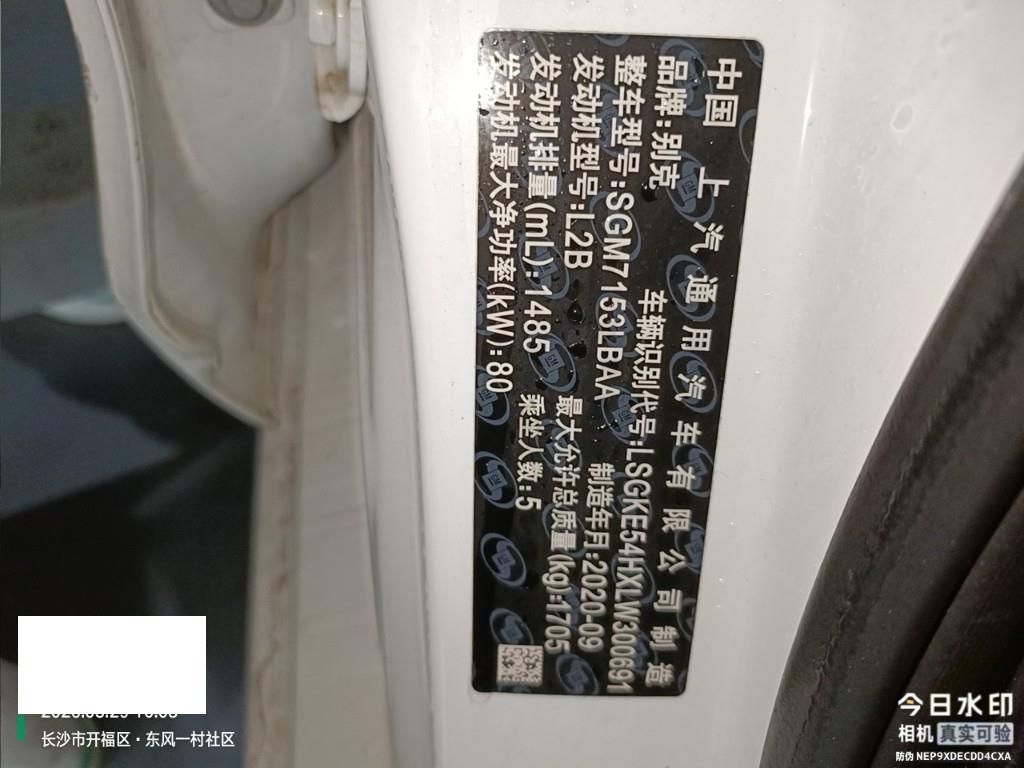 中国 上汽通用汽车有限公司制造
品牌:别克
车辆识别代号:LSGKE54HXLW300691
整车型号:SGM7153LBAA
制造年月:2020-09
发动机型号:L2B
最大允许总质量(kg):1705
发动机排量(mL):1485
乘坐人数:5
发动机最大净功率(kW):80
长沙市开福区·东风一村社区
今日水印
相机 真实可验
防伪 NEP9XDECDD4CXA